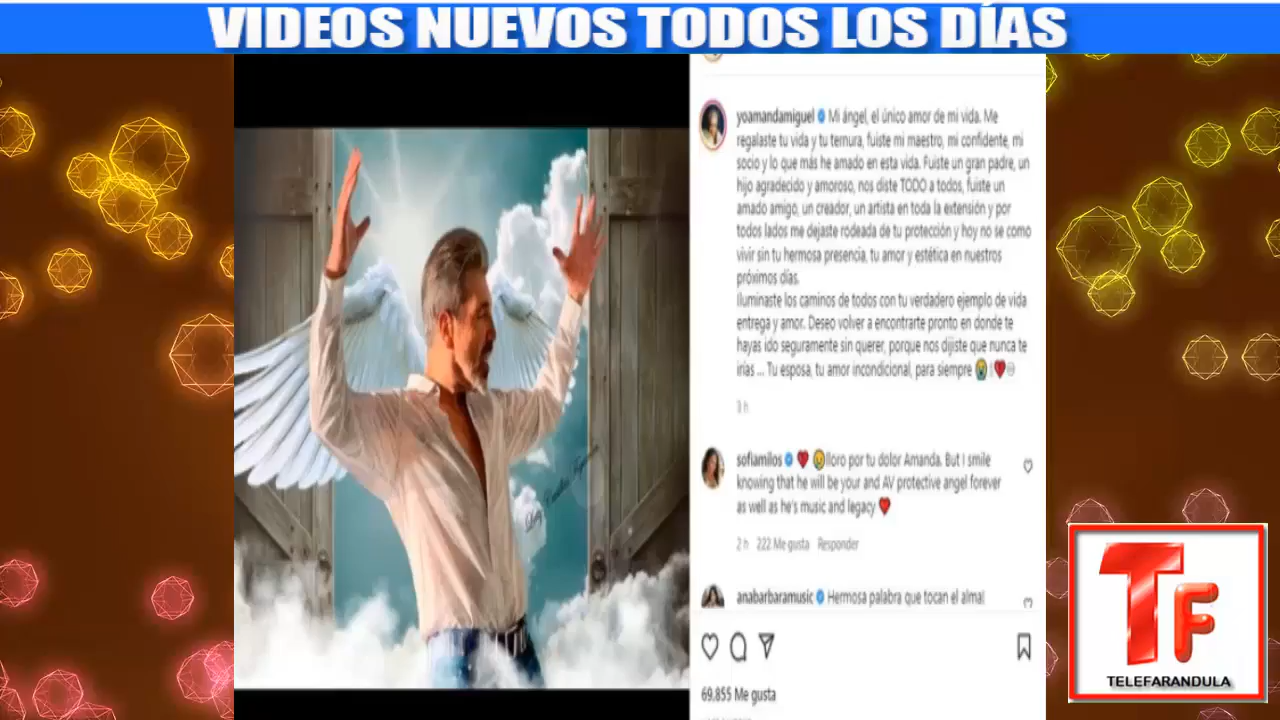 VIDEOS NUEVOS TODOS LOS DÍAS
yoamandamiguel Mi ángel, el único amor de mi vida. Me
regalaste tu vida y tu ternura, fuiste mi maestro, mi confidente, mi
socio y lo que más he amado en esta vida. Fuiste un gran padre, un
hijo agradecido y amoroso, nos diste TODO a todos, fuiste un
amado amigo, un creador, un artista en toda la extensión y por
todos lados me dejaste rodeada de tu protección y hoy no se como
vivir sin tu hermosa presencia, tu amor y estética en nuestros
próximos días.
Iluminaste los caminos de todos con tu verdadero ejemplo de vida
entrega y amor. Deseo volver a encontrarte pronto en donde te
hayas ido seguramente sin querer, porque nos dijiste que nunca te
irías ... Tu esposa, tu amor incondicional, para siempre 😭 ❤️
3 h
sofiamilos ❤️ 😭lloro por tu dolor Amanda. But I smile
knowing that he will be your and AV protective angel forever
as well as he's music and legacy ❤️
2 h 222 Me gusta Responder
anabarbaramusic Hermosa palabra que tocan el alma!
69,855 Me gusta
TF
TELEFARANDULA